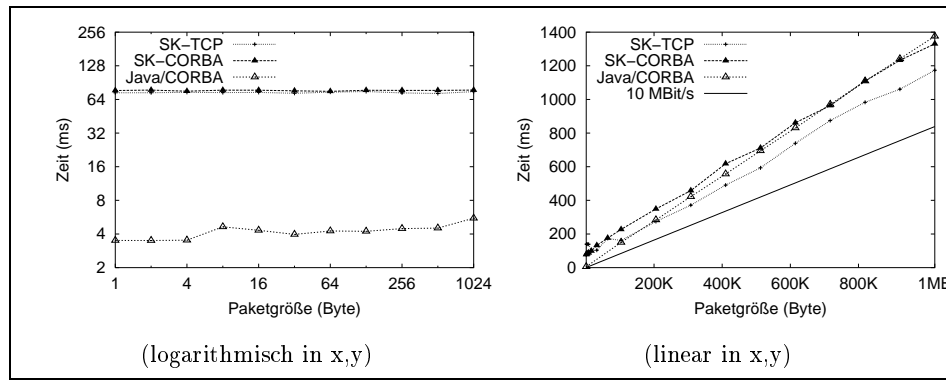 256
128
64
32
16
8
4
2
Zeit (ms)
SK−TCP
SK−CORBA
Java/CORBA
1
4
16
64
256
1024
Paketgröße (Byte)
(logarithmisch in x,y)
1400
1200
1000
800
600
400
200
0
Zeit (ms)
SK−TCP
SK−CORBA
Java/CORBA
10 MBit/s
200K
400K
600K
800K
1MB
Paketgröße (Byte)
(linear in x,y)